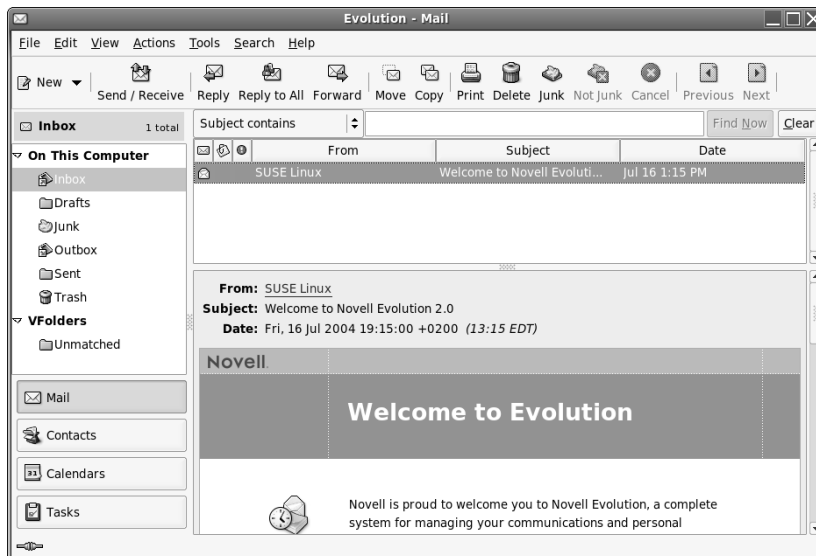 Evolution - Mail
File Edit View Actions Tools Search Help
New Send / Receive Reply Reply to All Forward Move Copy Print Delete Junk Not Junk Cancel Previous Next
Inbox 1 total
Subject contains Find Now Clear
On This Computer
Inbox
Drafts
Junk
Outbox
Sent
Trash
VFolders
Unmatched
Mail
Contacts
31 Calendars
Tasks
From Subject Date
SUSE Linux Welcome to Novell Evoluti... Jul 16 1:15 PM
From: SUSE Linux
Subject: Welcome to Novell Evolution 2.0
Date: Fri, 16 Jul 2004 19:15:00 +0200 (13:15 EDT)
Novell.
Welcome to Evolution
Novell is proud to welcome you to Novell Evolution, a complete
system for managing your communications and personal